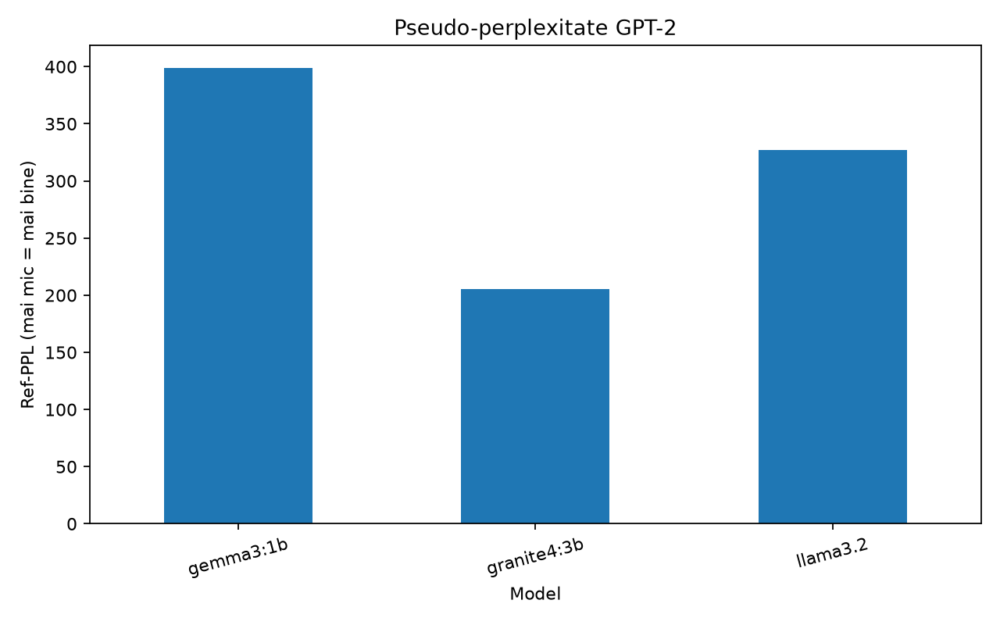 Pseudo-perplexitate GPT-2
Ref-PPL (mai mic = mai bine)
400
350
300
250
200
150
100
50
0
gemma3:1b
granite4:3b
llama3.2
Model